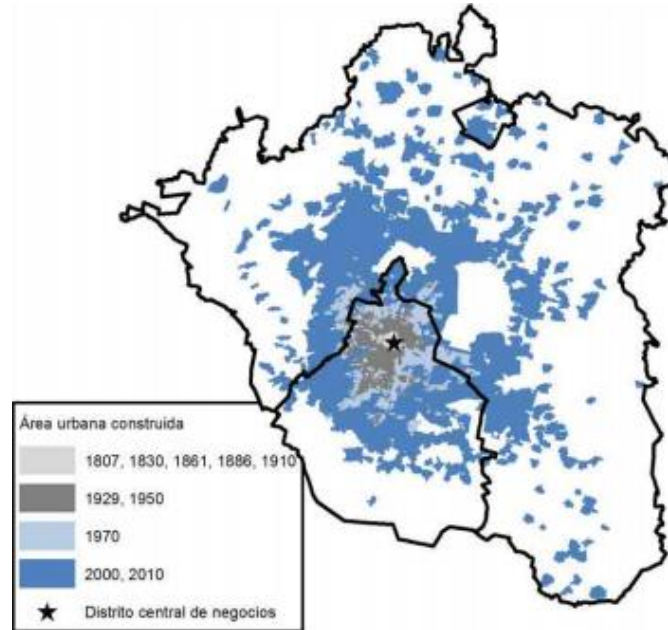 Área urbana construida
1807, 1830, 1861, 1886, 1910
1929, 1950
1970
2000, 2010
Distrito central de negocios